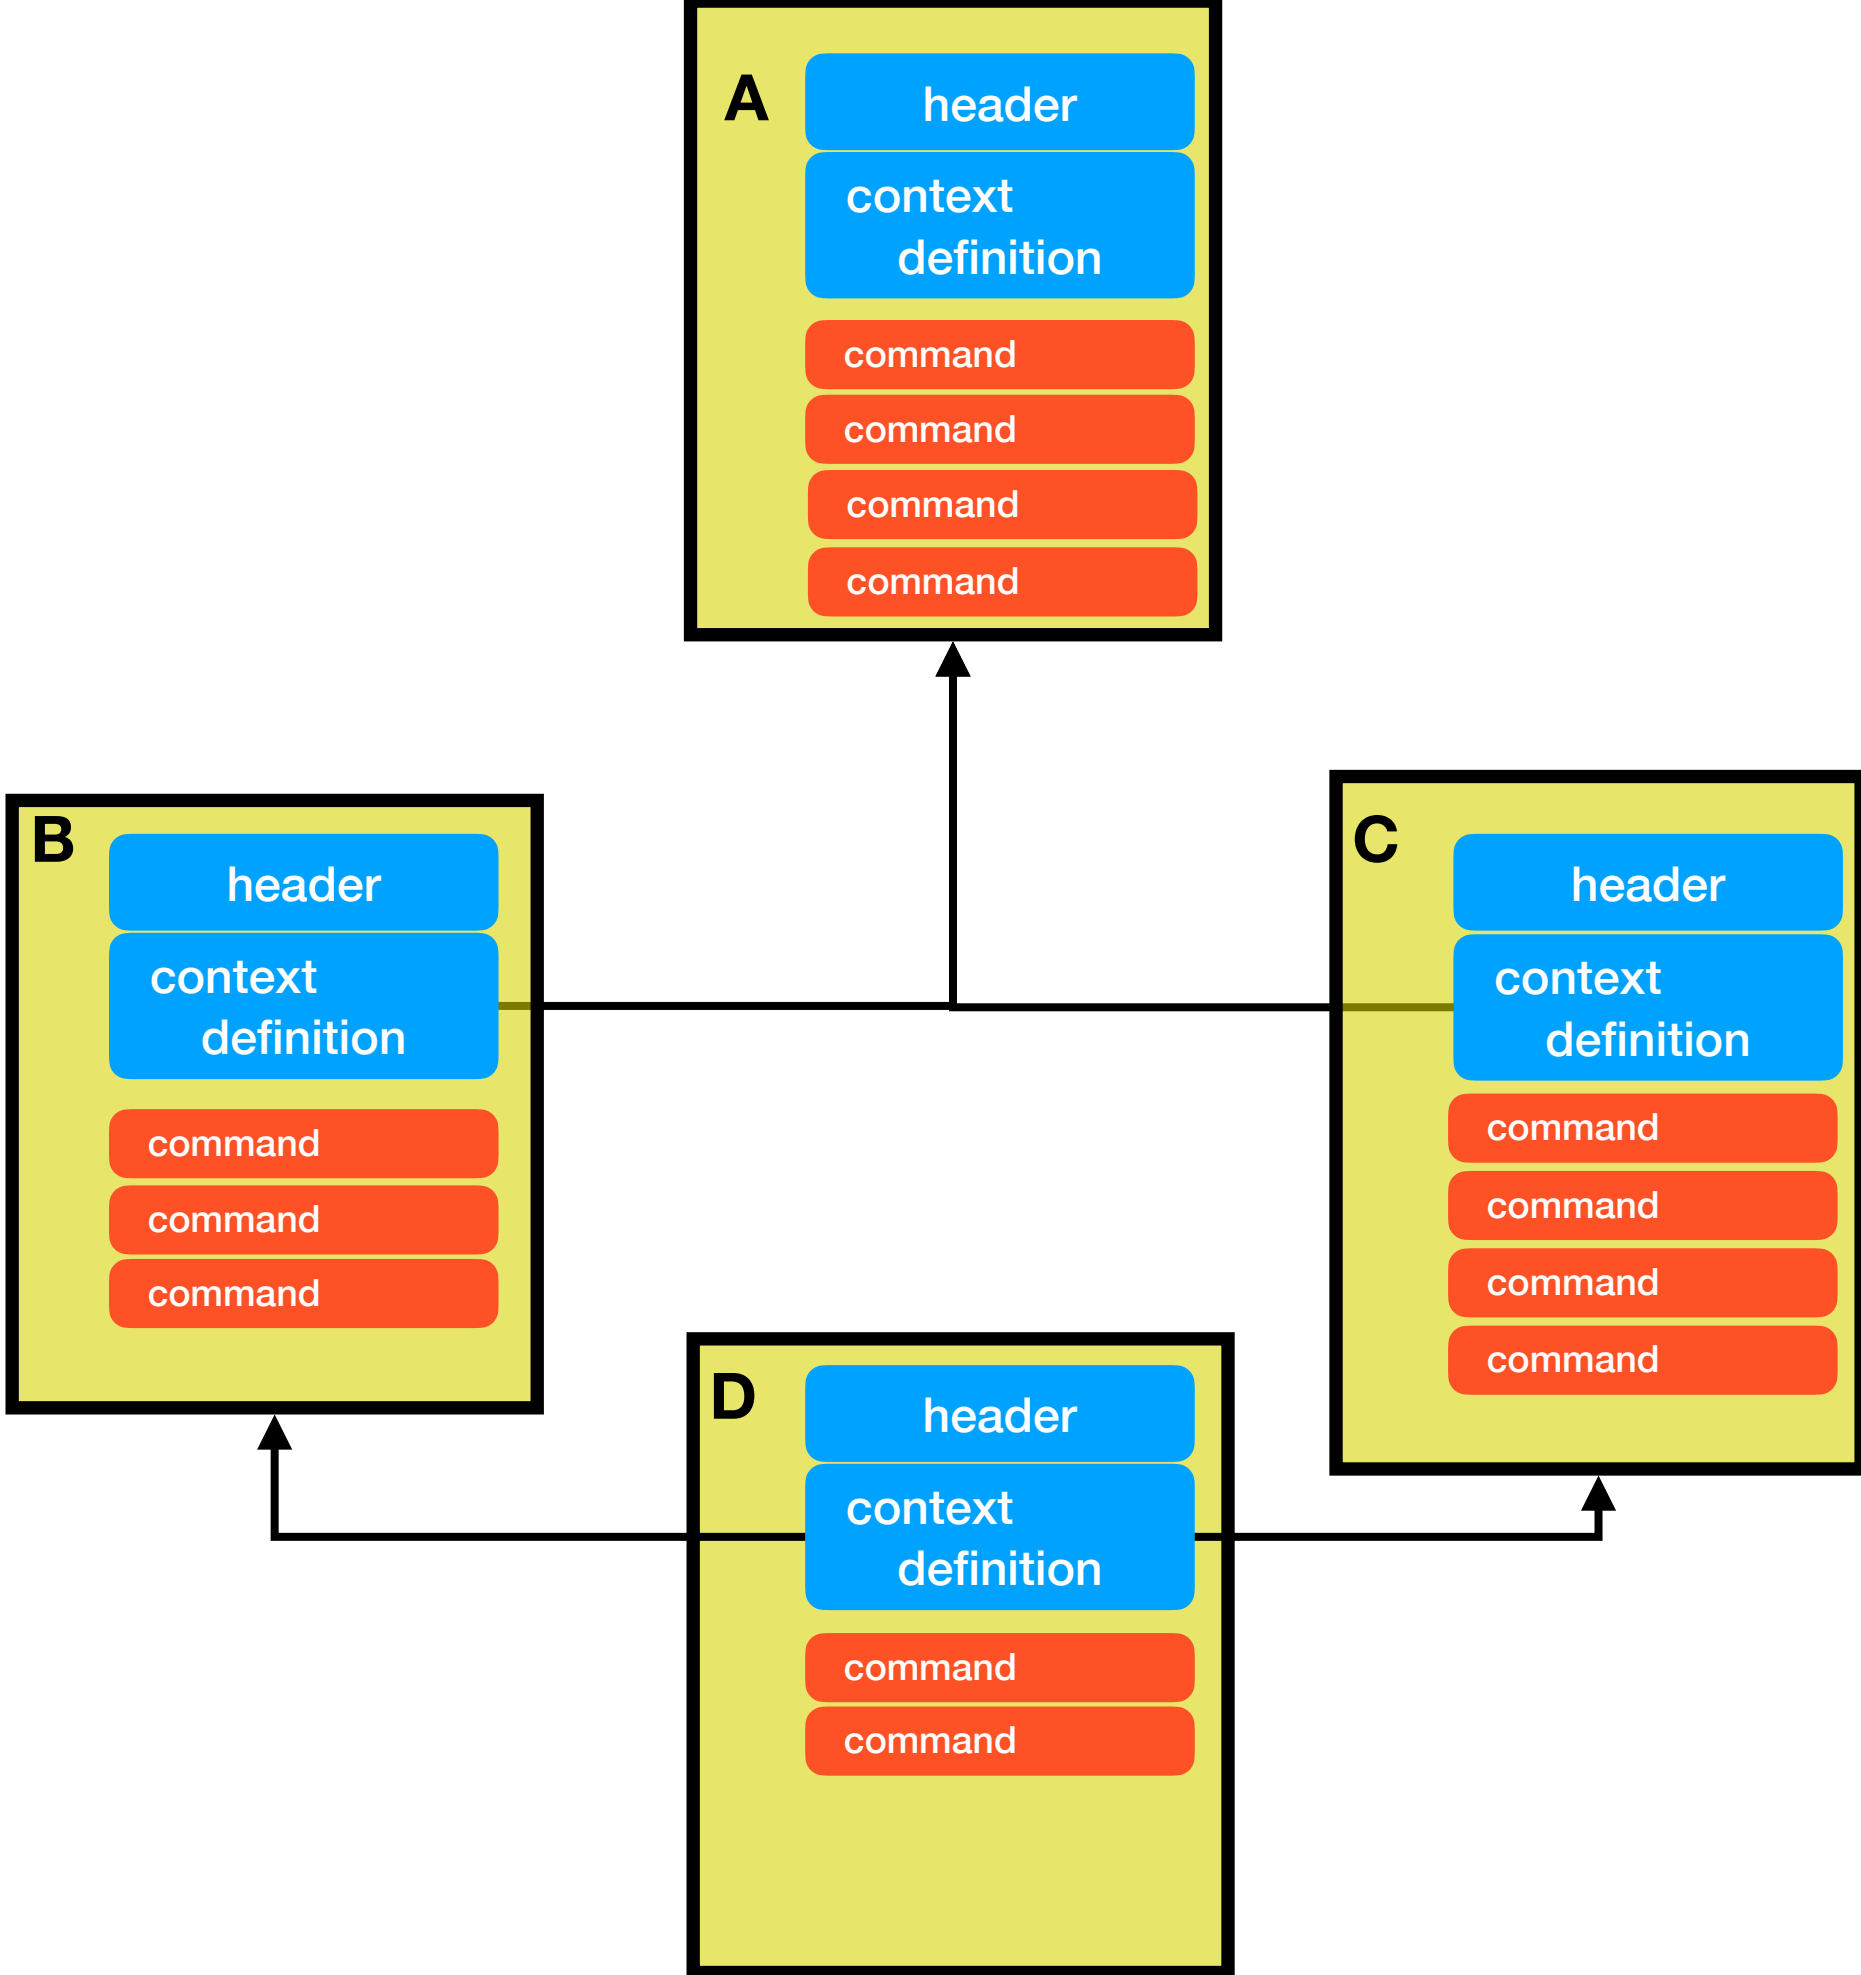 A
header
context
definition
command
command
command
command
B
header
context
definition
command
command
command
C
header
context
definition
command
command
command
command
D
header
context
definition
command
command